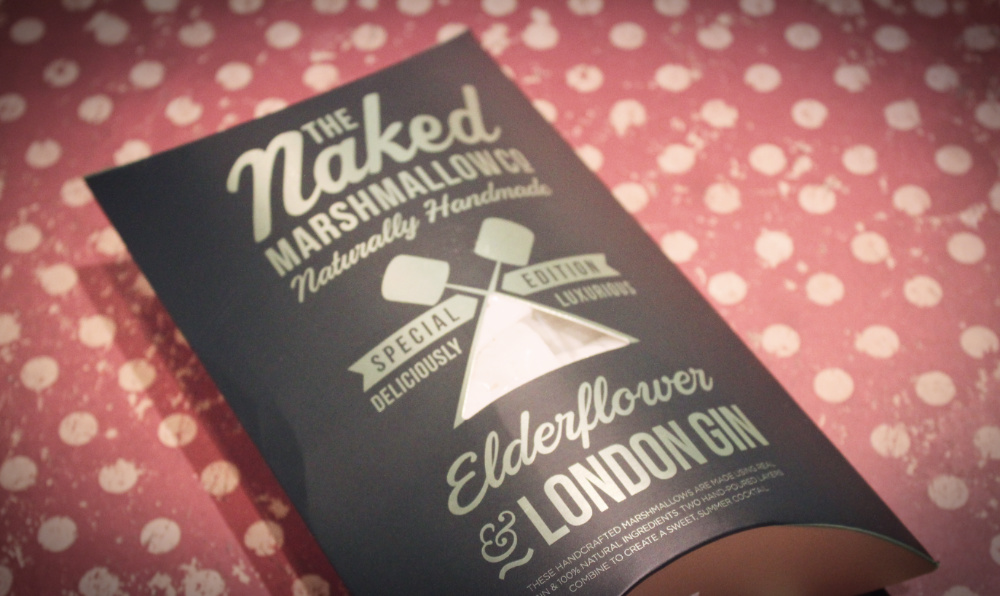 THE
Naked
MARSHMALLOW CO
Naturally Handmade
SPECIAL EDITION
DELICIOUSLY LUXURIOUS
Elderflower
& LONDON GIN
THESE HANDCRAFTED MARSHMALLOWS ARE MADE USING REAL
& 100% NATURAL INGREDIENTS. TWO HAND-POURED LAYERS
COMBINE TO CREATE A SWEET, SUMMER COCKTAIL.